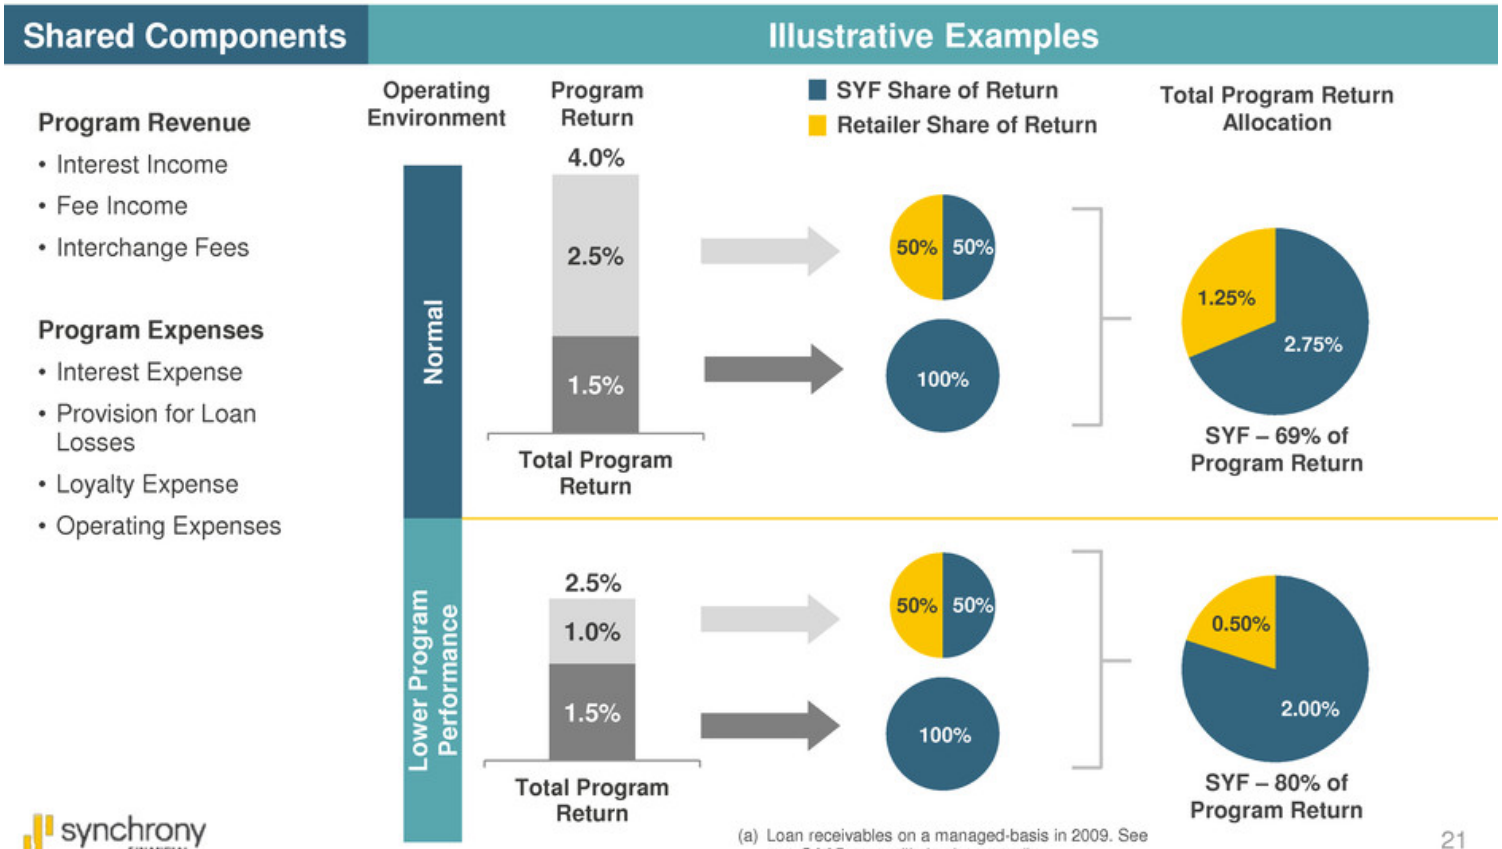 Shared Components
Illustrative Examples
Program Revenue
• Interest Income
• Fee Income
• Interchange Fees
Program Expenses
• Interest Expense
• Provision for Loan
Losses
• Loyalty Expense
• Operating Expenses
Operating
Environment
Program
Return
SYF Share of Return
Retailer Share of Return
Total Program Return
Allocation
Normal
4.0%
2.5%
1.5%
Total Program
Return
50% 50%
100%
1.25%
2.75%
SYF – 69% of
Program Return
Lower Program
Performance
2.5%
1.0%
1.5%
Total Program
Return
50% 50%
100%
0.50%
2.00%
SYF – 80% of
Program Return
synchrony
(a) Loan receivables on a managed-basis in 2009. See
21